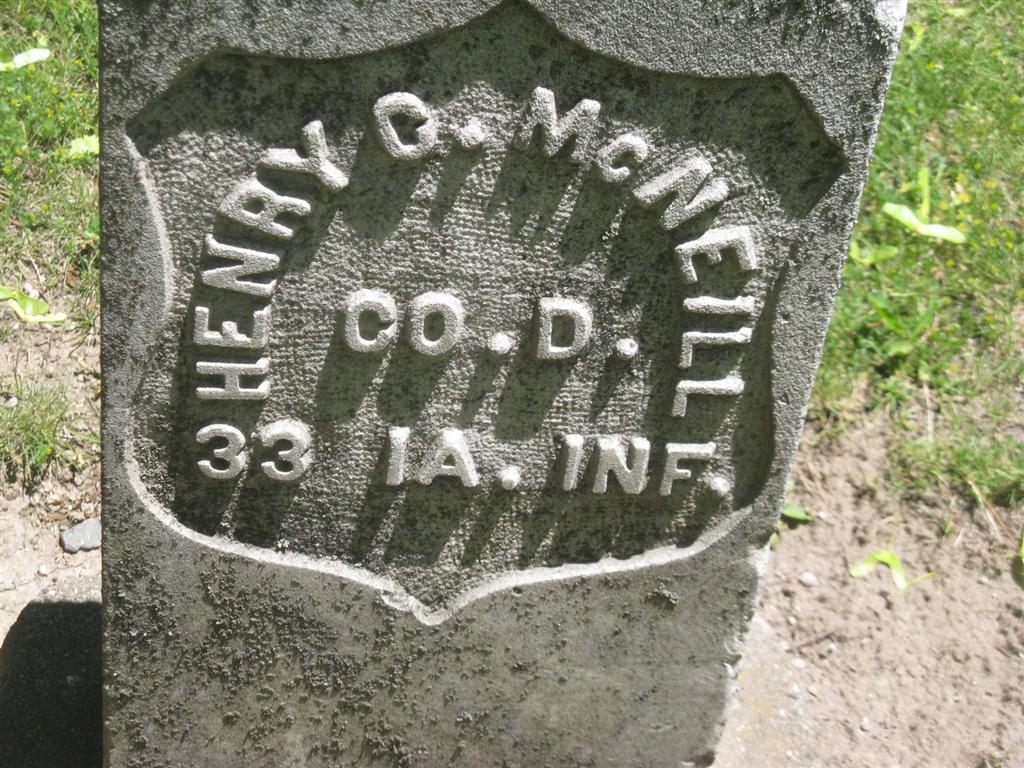 HENRY D. McNEILL
CO. D.
33 IA. INF.